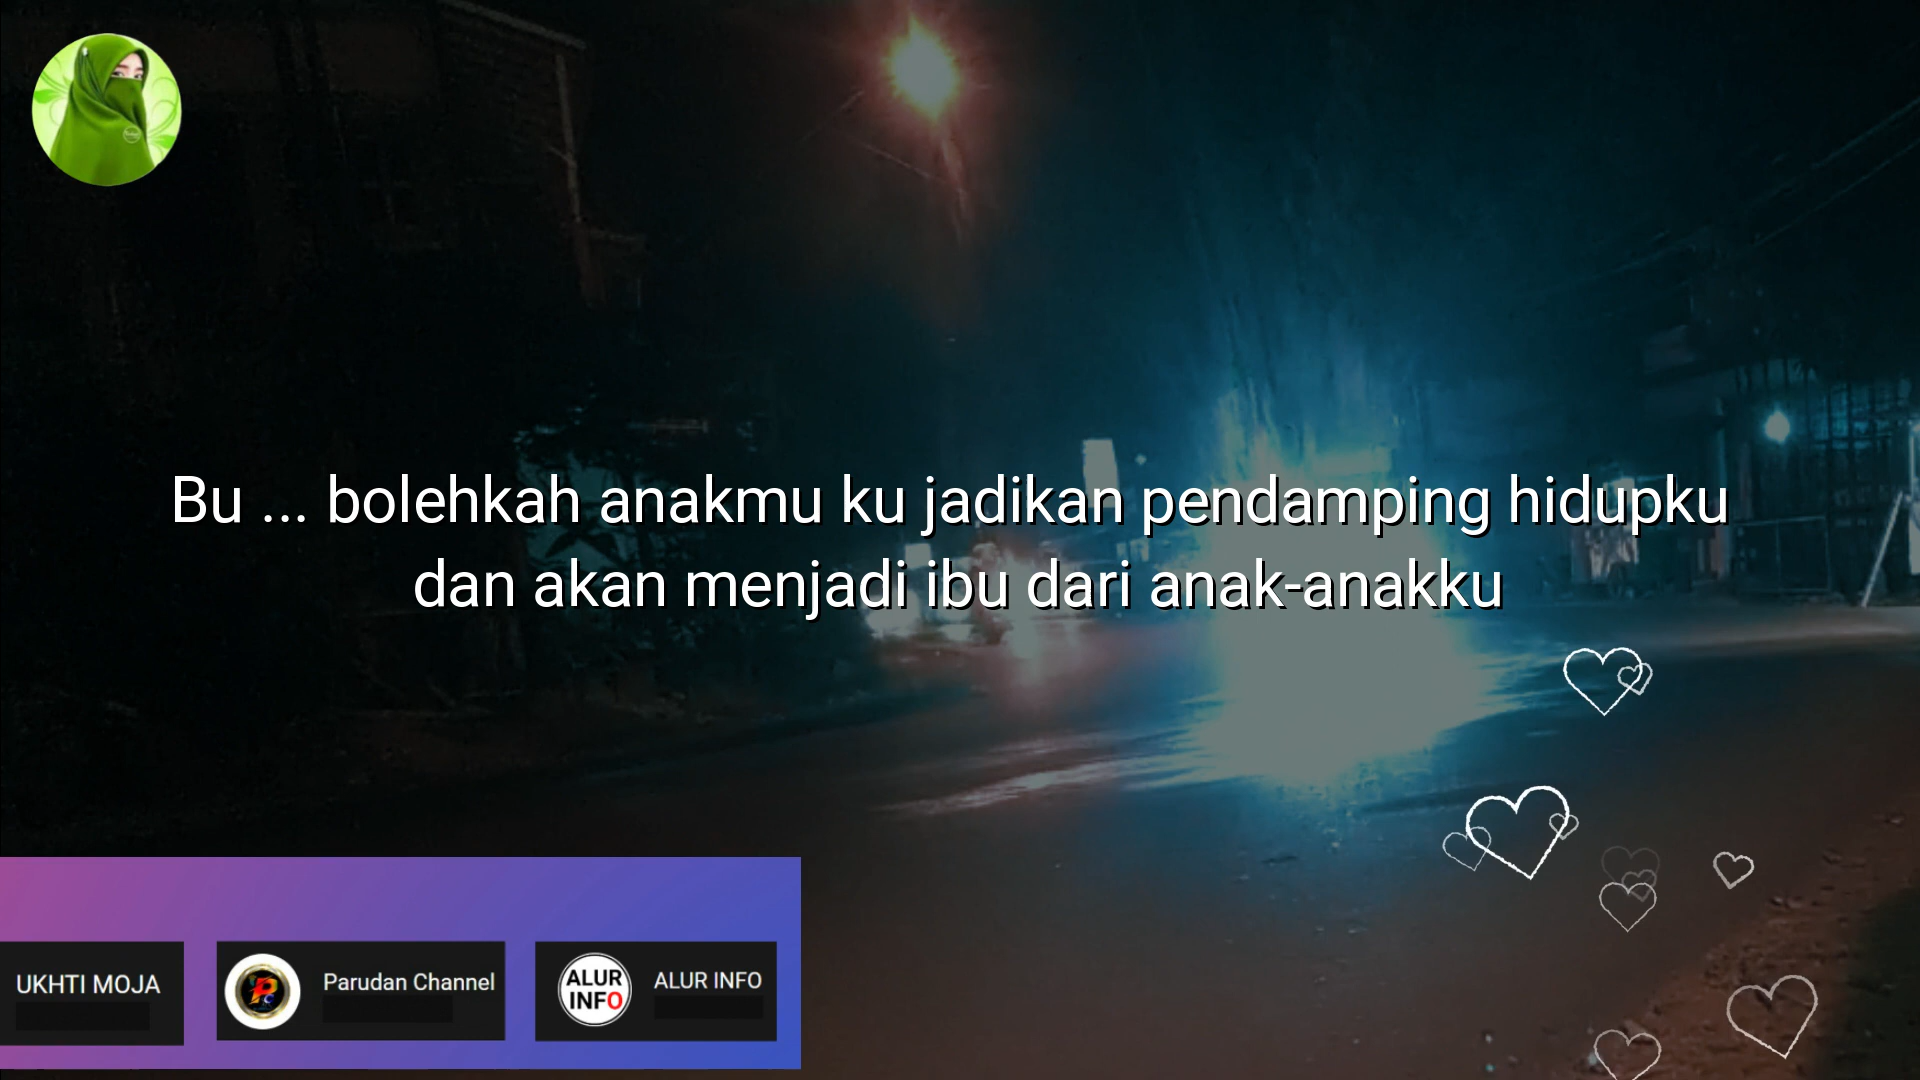 Bu ... bolehkah anakmu ku jadikan pendamping hidupku
dan akan menjadi ibu dari anak-anakku
UKHTI MOJA
Parudan Channel
ALUR
INFO
ALUR INFO